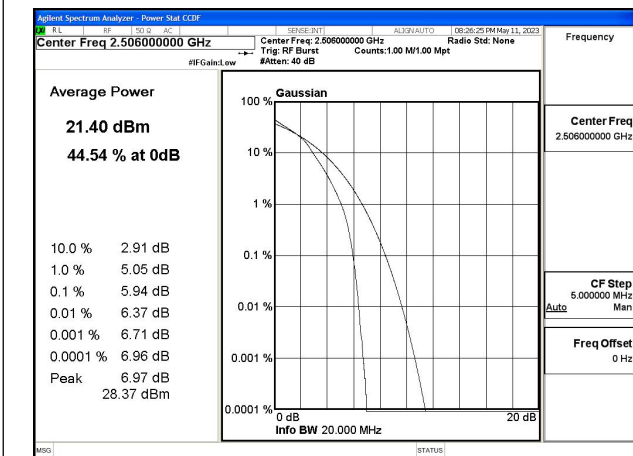 Agilent Spectrum Analyzer - Power Stat CCDF
RL RF 50 Ω AC SENSE:INT ALIGN AUTO 08:26:25 PM May 11, 2023
Center Freq 2.506000000 GHz
Center Freq: 2.506000000 GHz Radio Std: None
Trig: RF Burst Counts:1.00 M/1.00 Mpt
#IFGain:Low #Atten: 40 dB
Average Power
21.40 dBm
44.54 % at 0dB
10.0 % 2.91 dB
1.0 % 5.05 dB
0.1 % 5.94 dB
0.01 % 6.37 dB
0.001 % 6.71 dB
0.0001 % 6.96 dB
Peak 6.97 dB
28.37 dBm
Gaussian
100 %
10 %
1 %
0.1 %
0.01 %
0.001 %
0.0001 %
0 dB 20 dB
Info BW 20.000 MHz
Frequency
Center Freq
2.506000000 GHz
CF Step
5.000000 MHz
Auto Man
Freq Offset
0 Hz
MSG STATUS